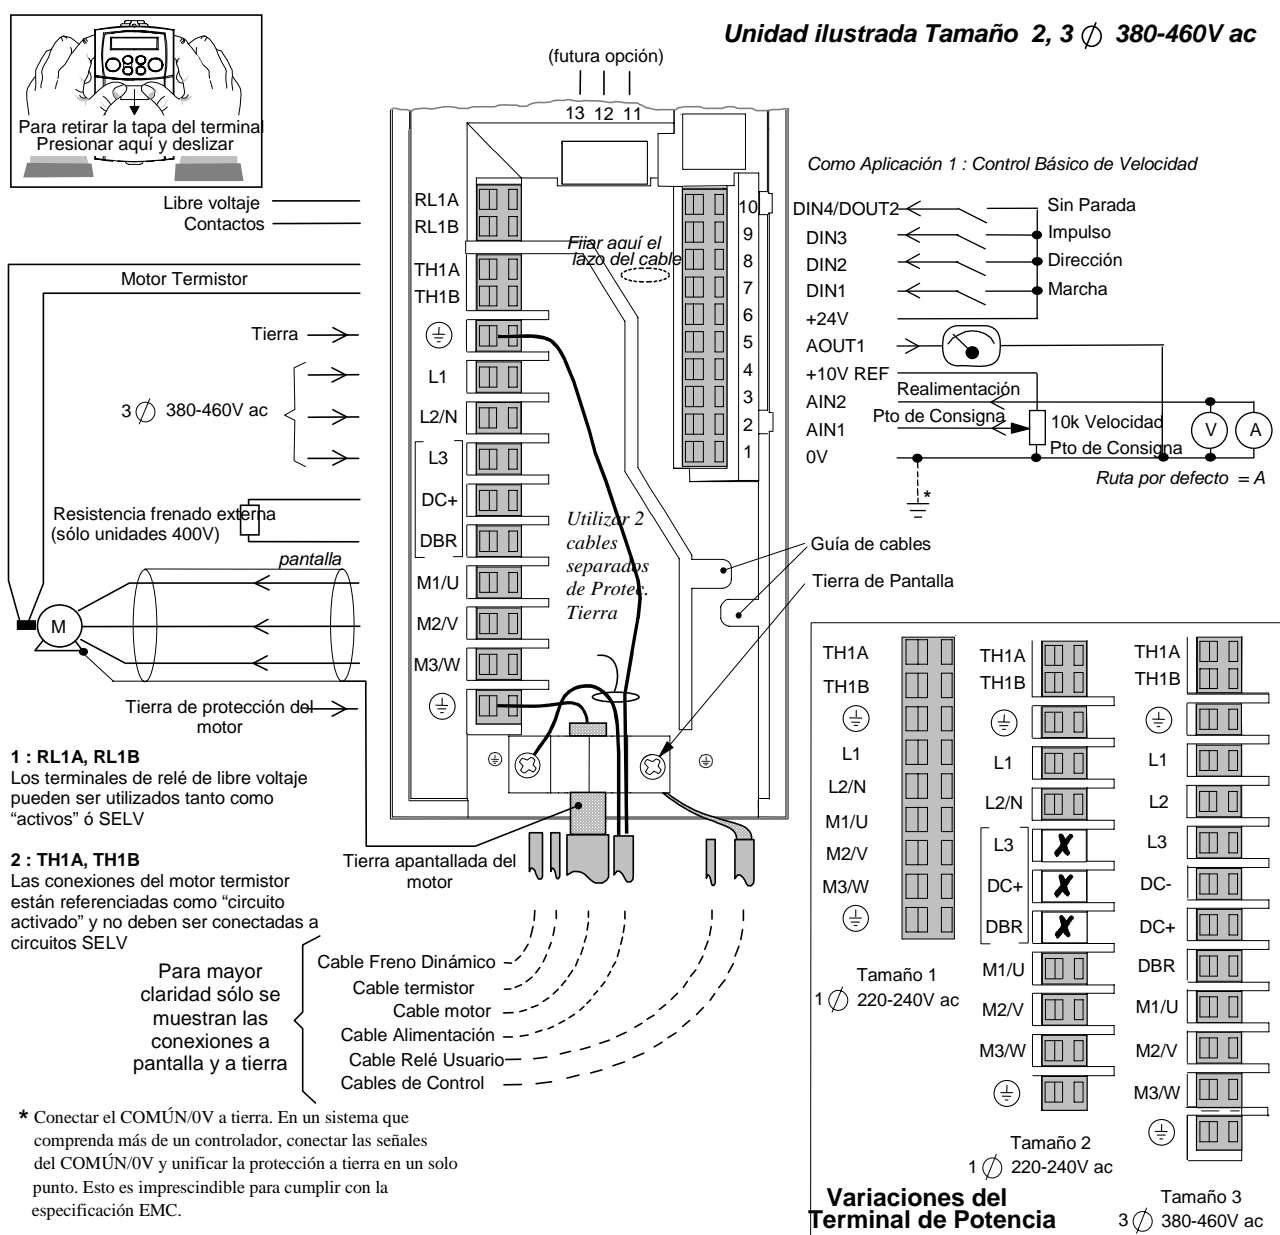 Unidad ilustrada Tamaño 2, 3 ∅ 380-460V ac
Para retirar la tapa del terminal
Presionar aquí y deslizar
(futura opción)
13 12 11
Como Aplicación 1 : Control Básico de Velocidad
Libre voltaje
Contactos
Motor Termistor
Tierra
3 ∅ 380-460V ac
Resistencia frenado externa
(sólo unidades 400V)
pantalla
M
Tierra de protección del
motor
RL1A
RL1B
TH1A
TH1B
L1
L2/N
L3
DC+
DBR
M1/U
M2/V
M3/W
Fijar aquí el
lazo del cable
Utilizar 2
cables
separados
de Protec.
Tierra
10
9
8
7
6
5
4
3
2
1
DIN4/DOUT2
DIN3
DIN2
DIN1
+24V
AOUT1
+10V REF
AIN2
AIN1
0V
Sin Parada
Impulso
Dirección
Marcha
Realimentación
Pto de Consigna
10k Velocidad
Pto de Consigna
V
A
Ruta por defecto = A
*
Guía de cables
Tierra de Pantalla
1 : RL1A, RL1B
Los terminales de relé de libre voltaje
pueden ser utilizados tanto como
“activos” ó SELV
2 : TH1A, TH1B
Las conexiones del motor termistor
están referenciadas como “circuito
activado” y no deben ser conectadas a
circuitos SELV
Tierra apantallada del
motor
Para mayor
claridad sólo se
muestran las
conexiones a
pantalla y a tierra
Cable Freno Dinámico
Cable termistor
Cable motor
Cable Alimentación
Cable Relé Usuario
Cables de Control
* Conectar el COMÚN/0V a tierra. En un sistema que
comprenda más de un controlador, conectar las señales
del COMÚN/0V y unificar la protección a tierra en un solo
punto. Esto es imprescindible para cumplir con la
especificación EMC.
TH1A
TH1B
L1
L2/N
M1/U
M2/V
M3/W
Tamaño 1
1 ∅ 220-240V ac
TH1A
TH1B
L1
L2/N
L3
DC+
DBR
M1/U
M2/V
M3/W
Tamaño 2
1 ∅ 220-240V ac
TH1A
TH1B
L1
L2
L3
DC-
DC+
DBR
M1/U
M2/V
M3/W
Tamaño 3
3 ∅ 380-460V ac
Variaciones del
Terminal de Potencia